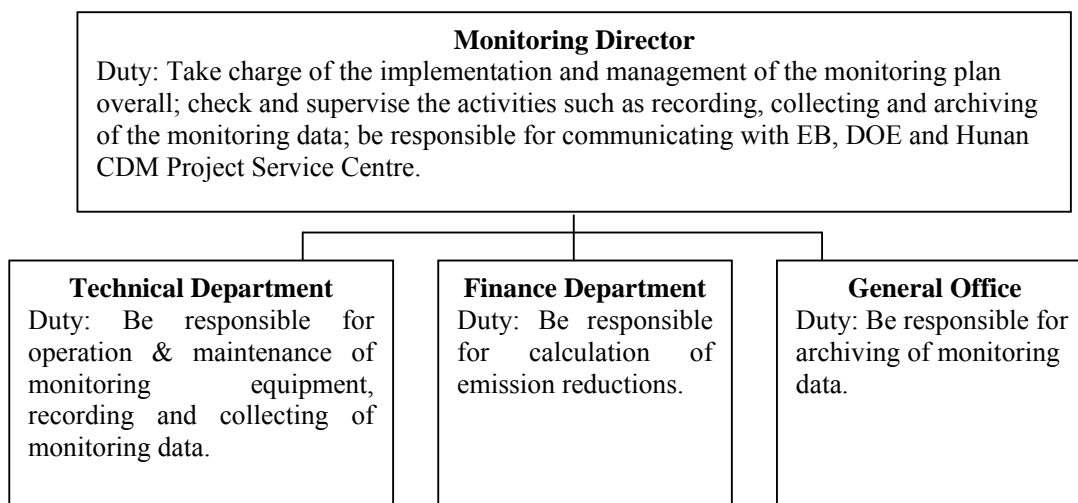 Monitoring Director
Duty: Take charge of the implementation and management of the monitoring plan
overall; check and supervise the activities such as recording, collecting and archiving
of the monitoring data; be responsible for communicating with EB, DOE and Hunan
CDM Project Service Centre.
Technical Department
Duty: Be responsible for
operation & maintenance of
monitoring equipment,
recording and collecting of
monitoring data.
Finance Department
Duty: Be responsible
for calculation of
emission reductions.
General Office
Duty: Be responsible for
archiving of monitoring
data.